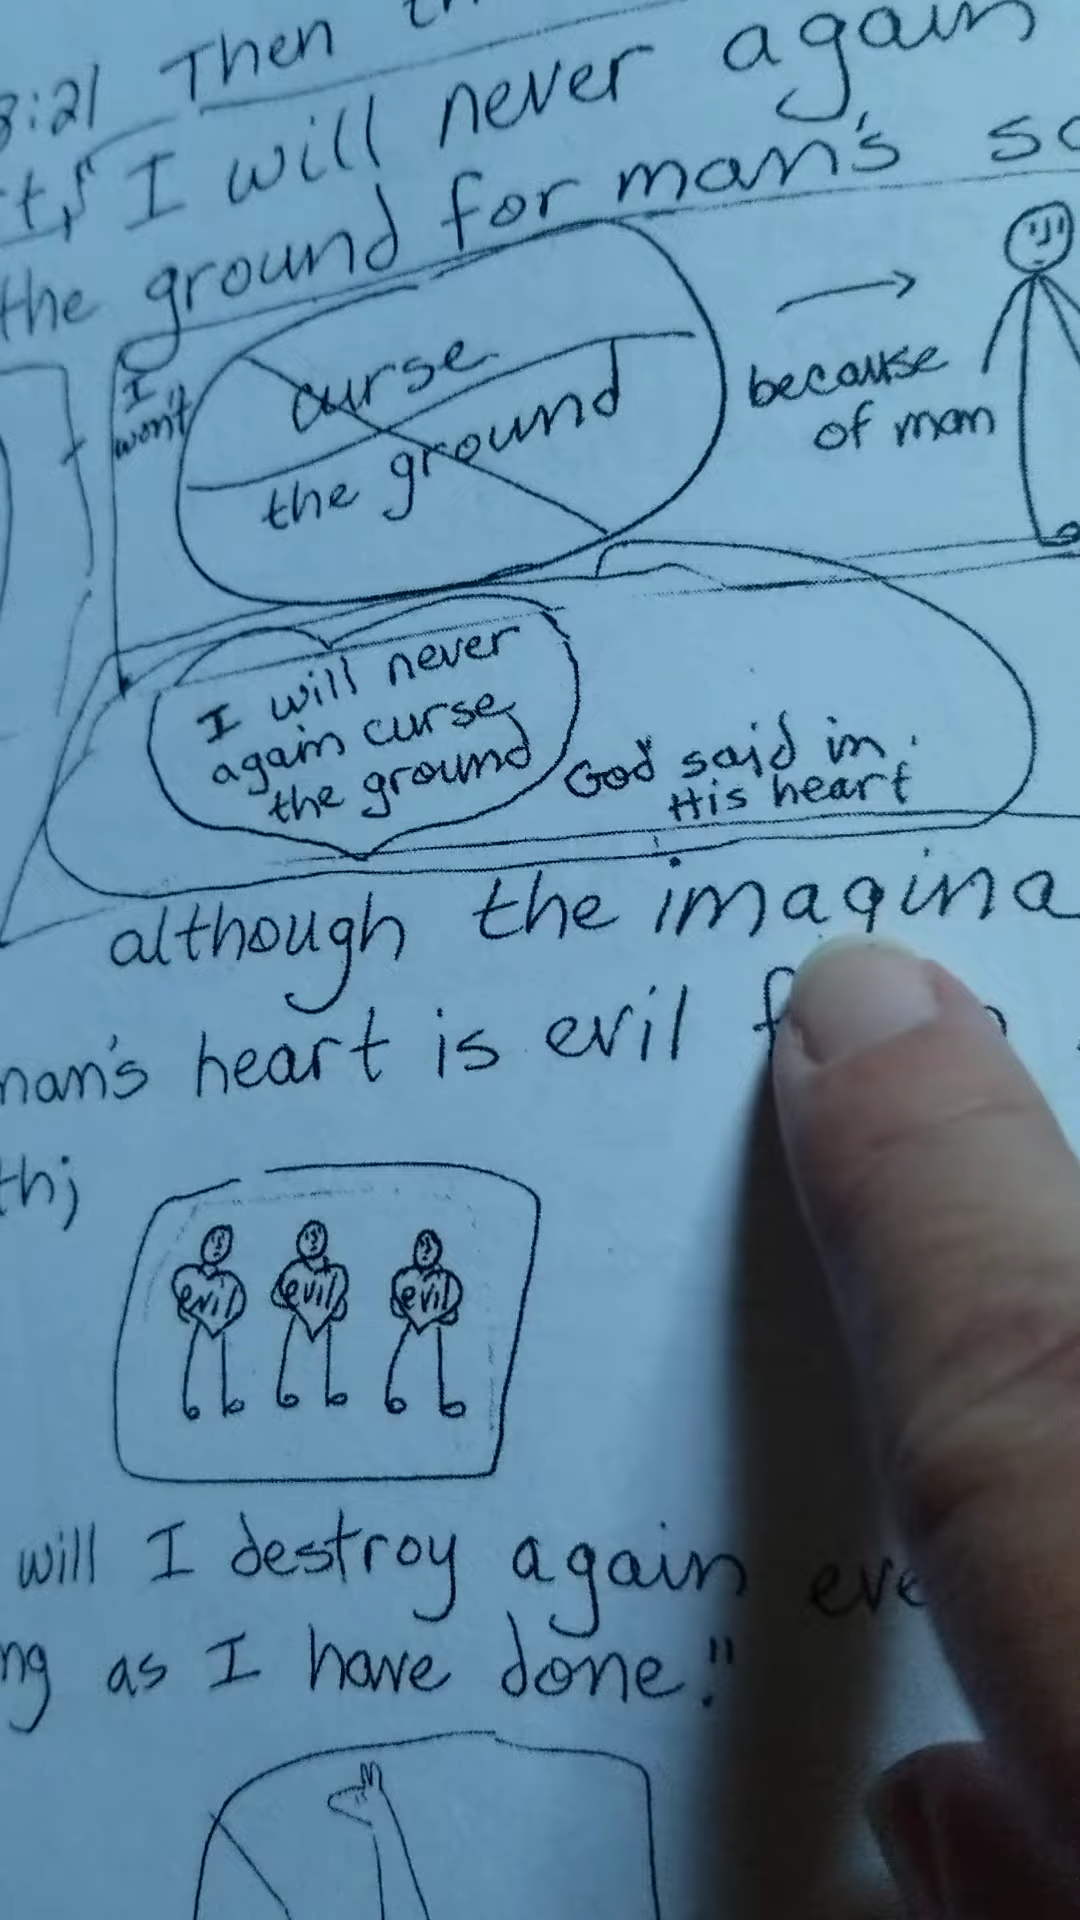 8:21 Then
I will never again
the ground for man's
I
won't
curse
the ground
because
of man
I will never
again curse
the ground
God said in
His heart
although the imagina
man's heart is evil
evil evil evil
will I destroy again eve
ng as I have done."